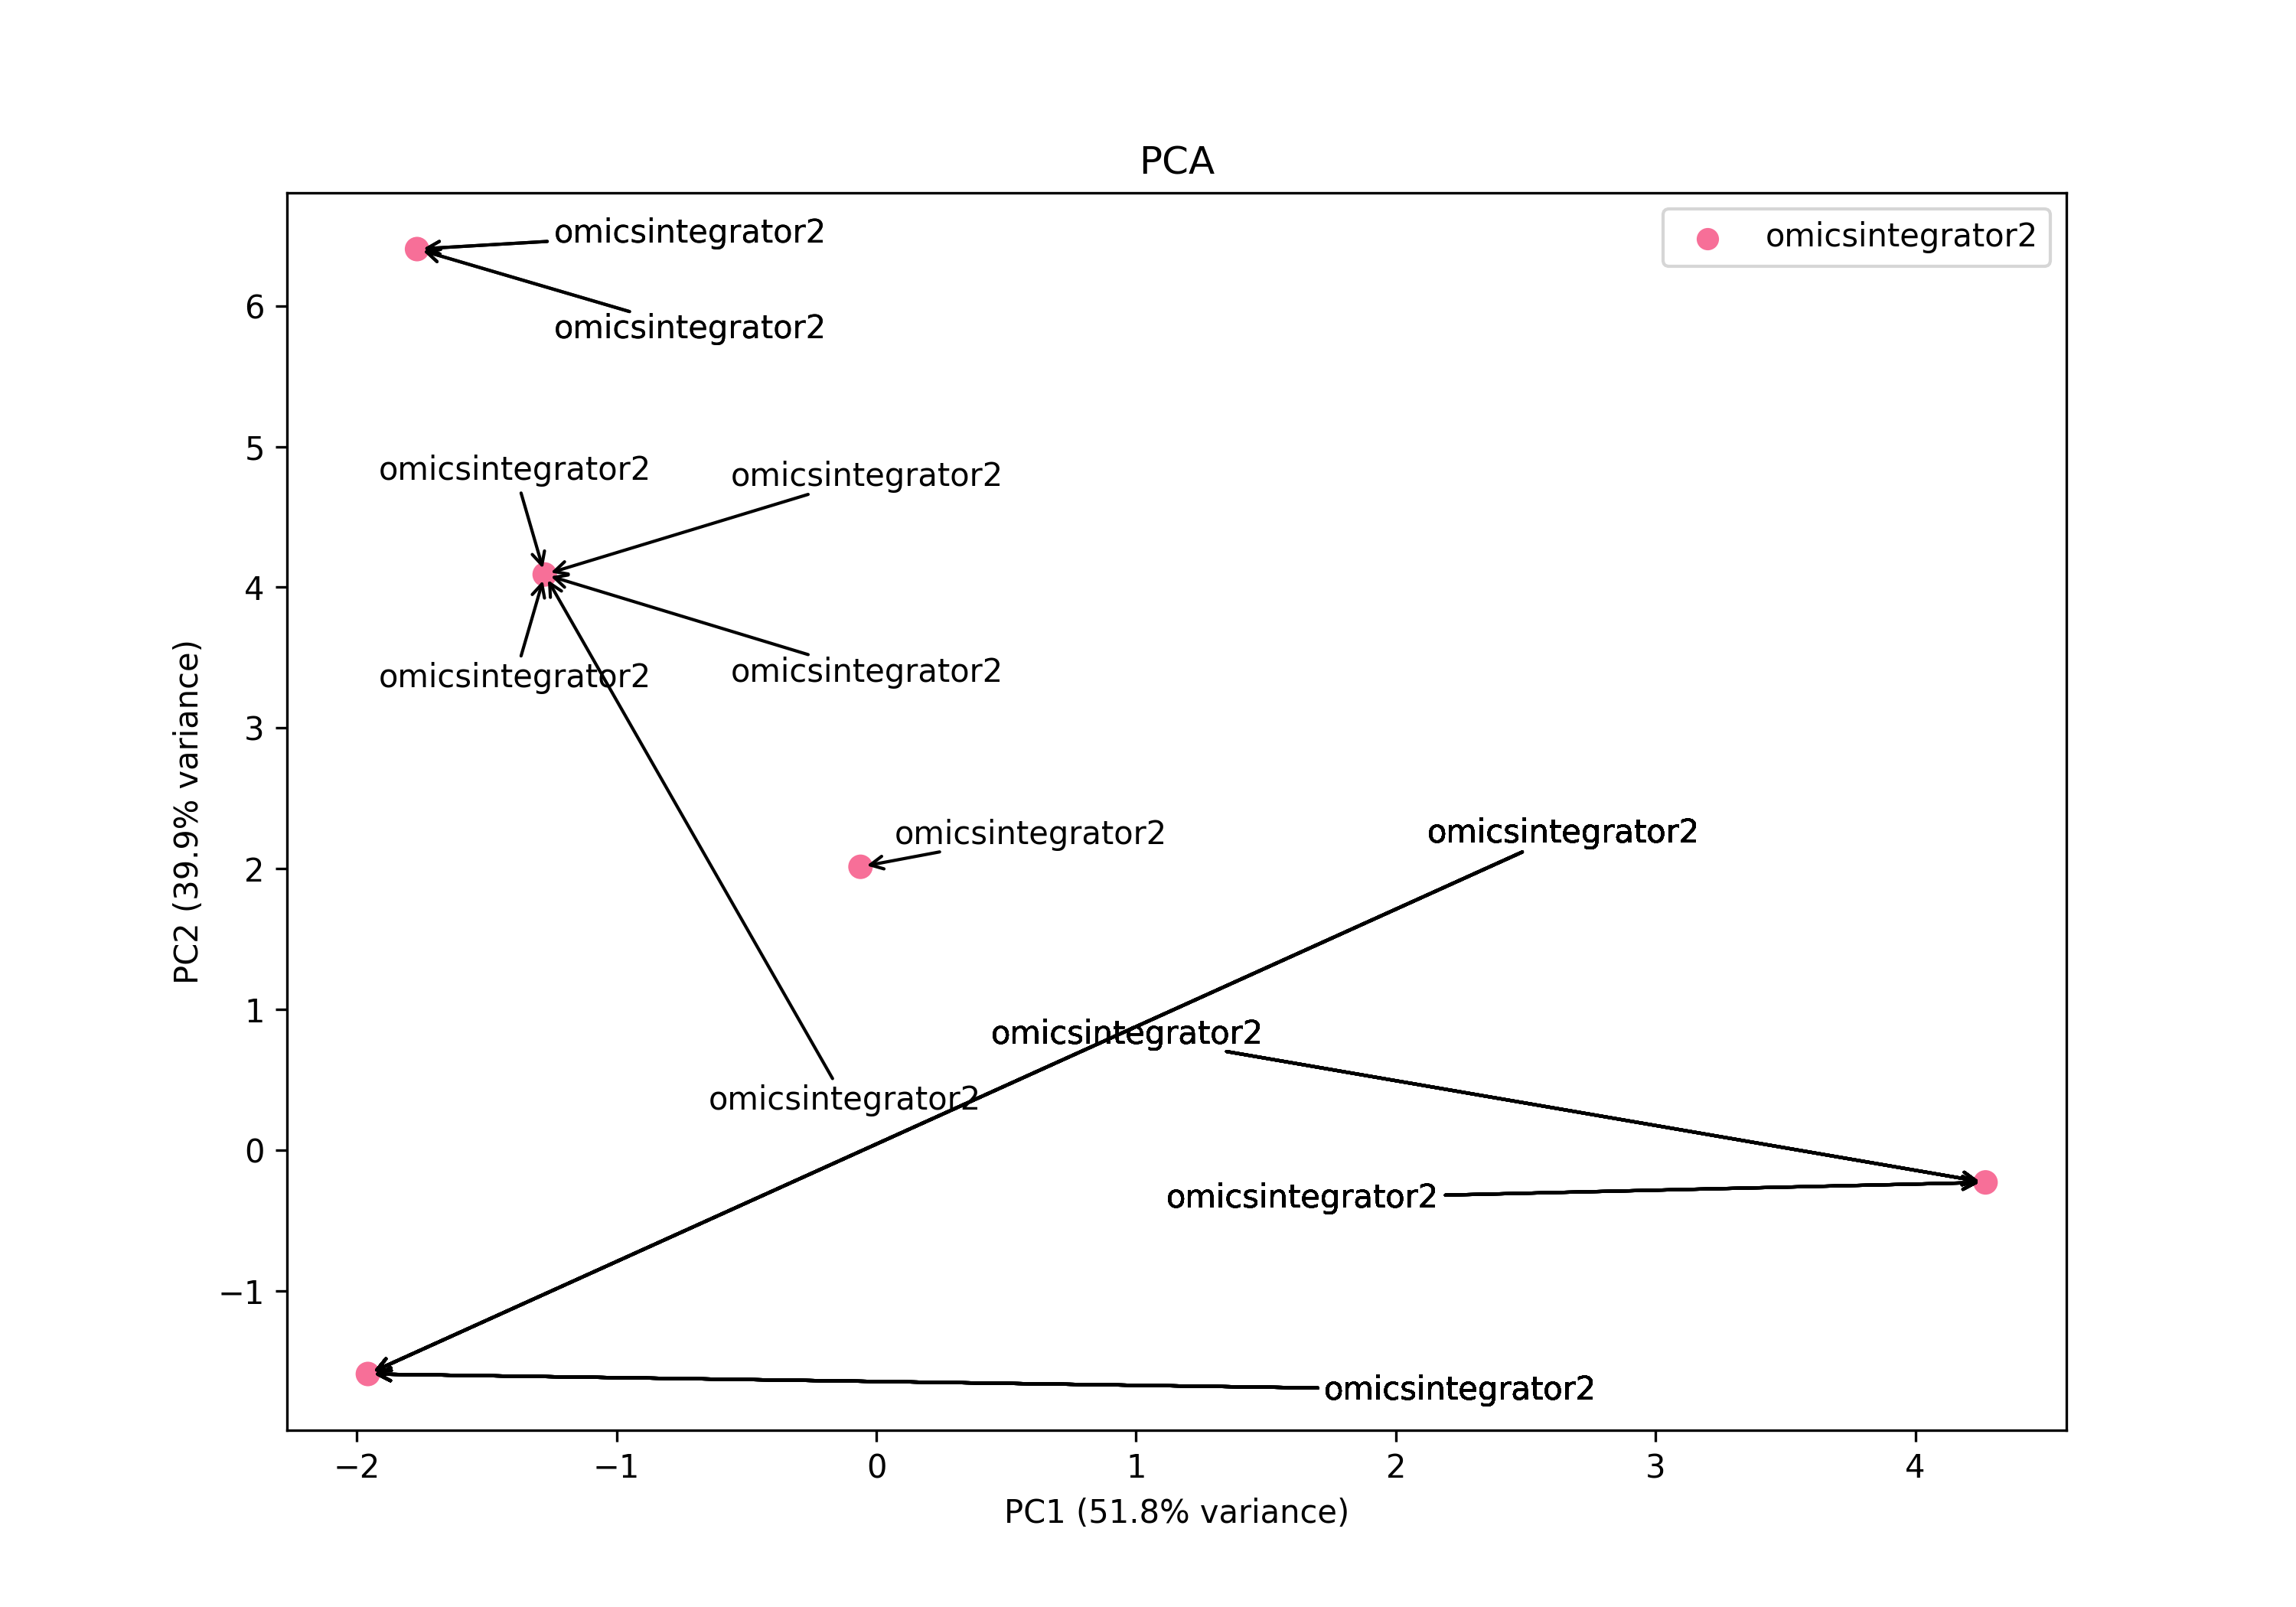 PCA
omicsintegrator2
omicsintegrator2
omicsintegrator2
6
5
omicsintegrator2
omicsintegrator2
4
omicsintegrator2
omicsintegrator2
3
PC2 (39.9% variance)
omicsintegrator2
omicsintegrator2
2
1
omicsintegrator2
omicsintegrator2
0
omicsintegrator2
−1
omicsintegrator2
−2
−1
0
1
2
3
4
PC1 (51.8% variance)